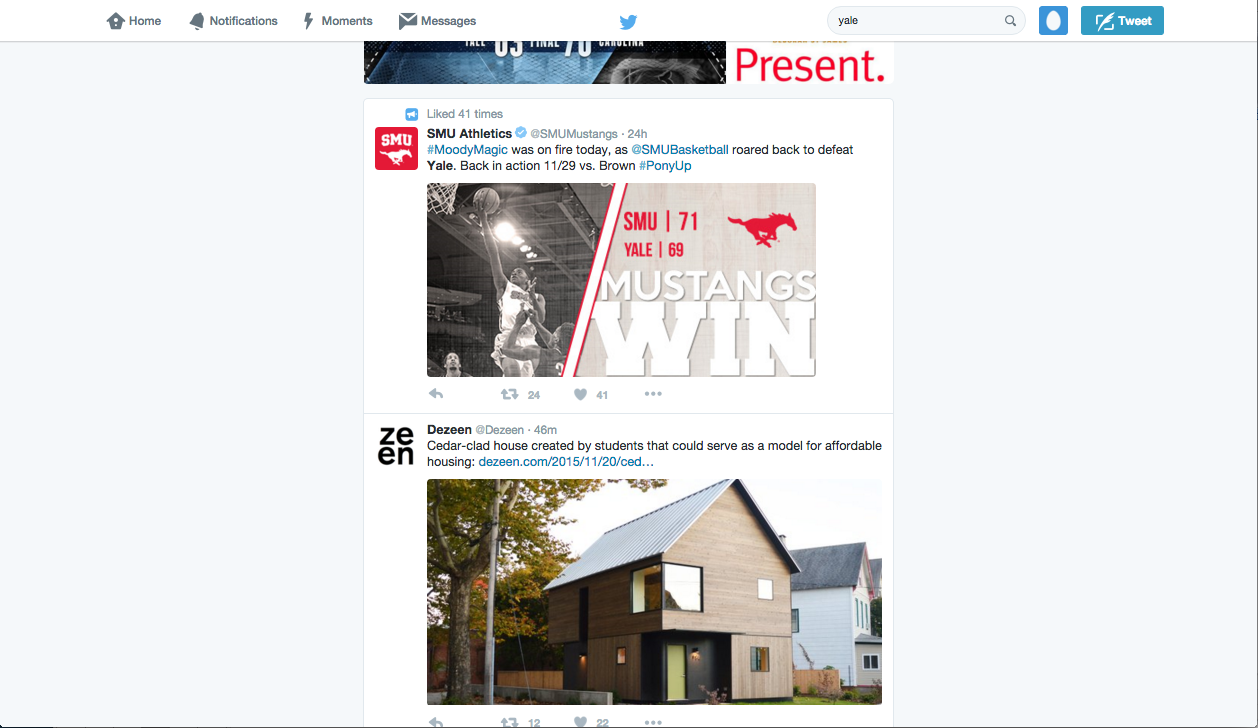 Home
Notifications
Moments
Messages
yale
Tweet
YALE 63 FINAL 70 CAROLINA
Present.
Liked 41 times
SMU Athletics @SMUMustangs · 24h
SMU
#MoodyMagic was on fire today, as @SMUBasketball roared back to defeat
Yale. Back in action 11/29 vs. Brown #PonyUp
SMU | 71
YALE | 69
MUSTANGS
WIN
24
41
ze
en
Dezeen @Dezeen · 46m
Cedar-clad house created by students that could serve as a model for affordable
housing: dezeen.com/2015/11/20/ced…
12
22